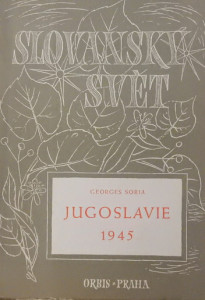 SLOVANSKÝ
SVĚT
GEORGES SORIA
JUGOSLAVIE
1945
ORBIS • PRAHA